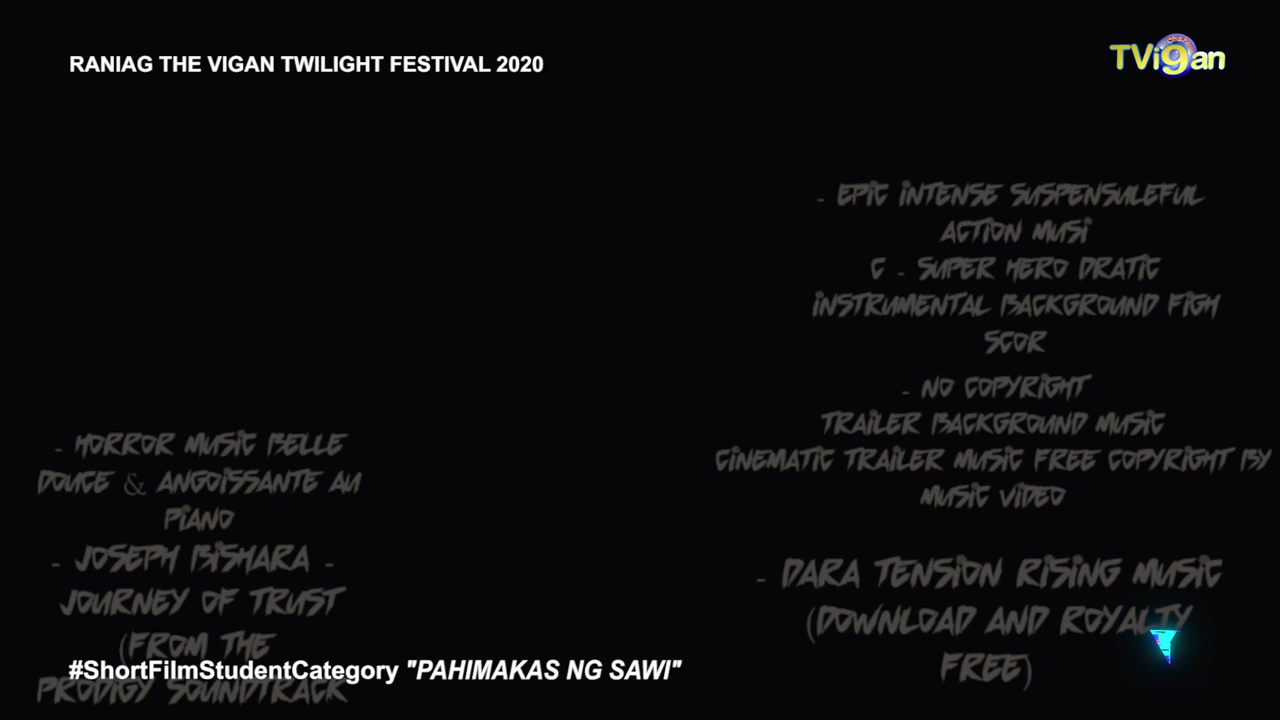 RANIAG THE VIGAN TWILIGHT FESTIVAL 2020
TVigan
- EPIC INTENSE SUSPENSULEFUL
ACTION MUSI
C - SUPER HERO DRATIC
INSTRUMENTAL BACKGROUND FIGH
SCOR
- NO COPYRIGHT
TRAILER BACKGROUND MUSIC
CINEMATIC TRAILER MUSIC FREE COPYRIGHT BY
MUSIC VIDEO
- DARA TENSION RISING MUSIC
(DOWNLOAD AND ROYALTY
FREE)
- HORROR MUSIC BELLE
DOUCE & ANGOISSANTE AU
PIANO
- JOSEPH BISHARA -
JOURNEY OF TRUST
(FROM THE
PRODIGY SOUNDTRACK
#ShortFilmStudentCategory "PAHIMAKAS NG SAWI"